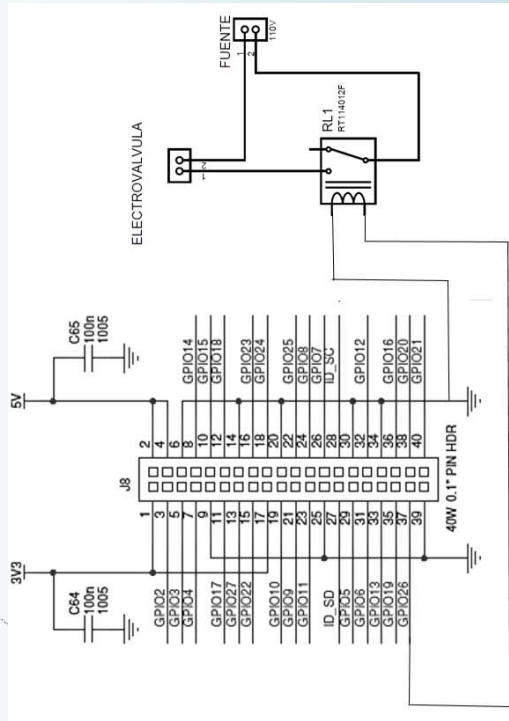 FUENTE
110V
1
2
ELECTROVALVULA
RL1
RT114012F
5V
C65
100n
1005
GPIO14
GPIO15
GPIO18
GPIO23
GPIO24
GPIO25
GPIO8
GPIO7
ID_SC
GPIO12
GPIO16
GPIO20
GPIO21
2
4
6
8
10
12
14
16
18
20
22
24
26
28
30
32
34
36
38
40
J8
40W 0.1" PIN HDR
1
3
5
7
9
11
13
15
17
19
21
23
25
27
29
31
33
35
37
39
3V3
C64
100n
1005
GPIO2
GPIO3
GPIO4
GPIO17
GPIO27
GPIO22
GPIO10
GPIO9
GPIO11
ID_SD
GPIO5
GPIO6
GPIO13
GPIO19
GPIO26